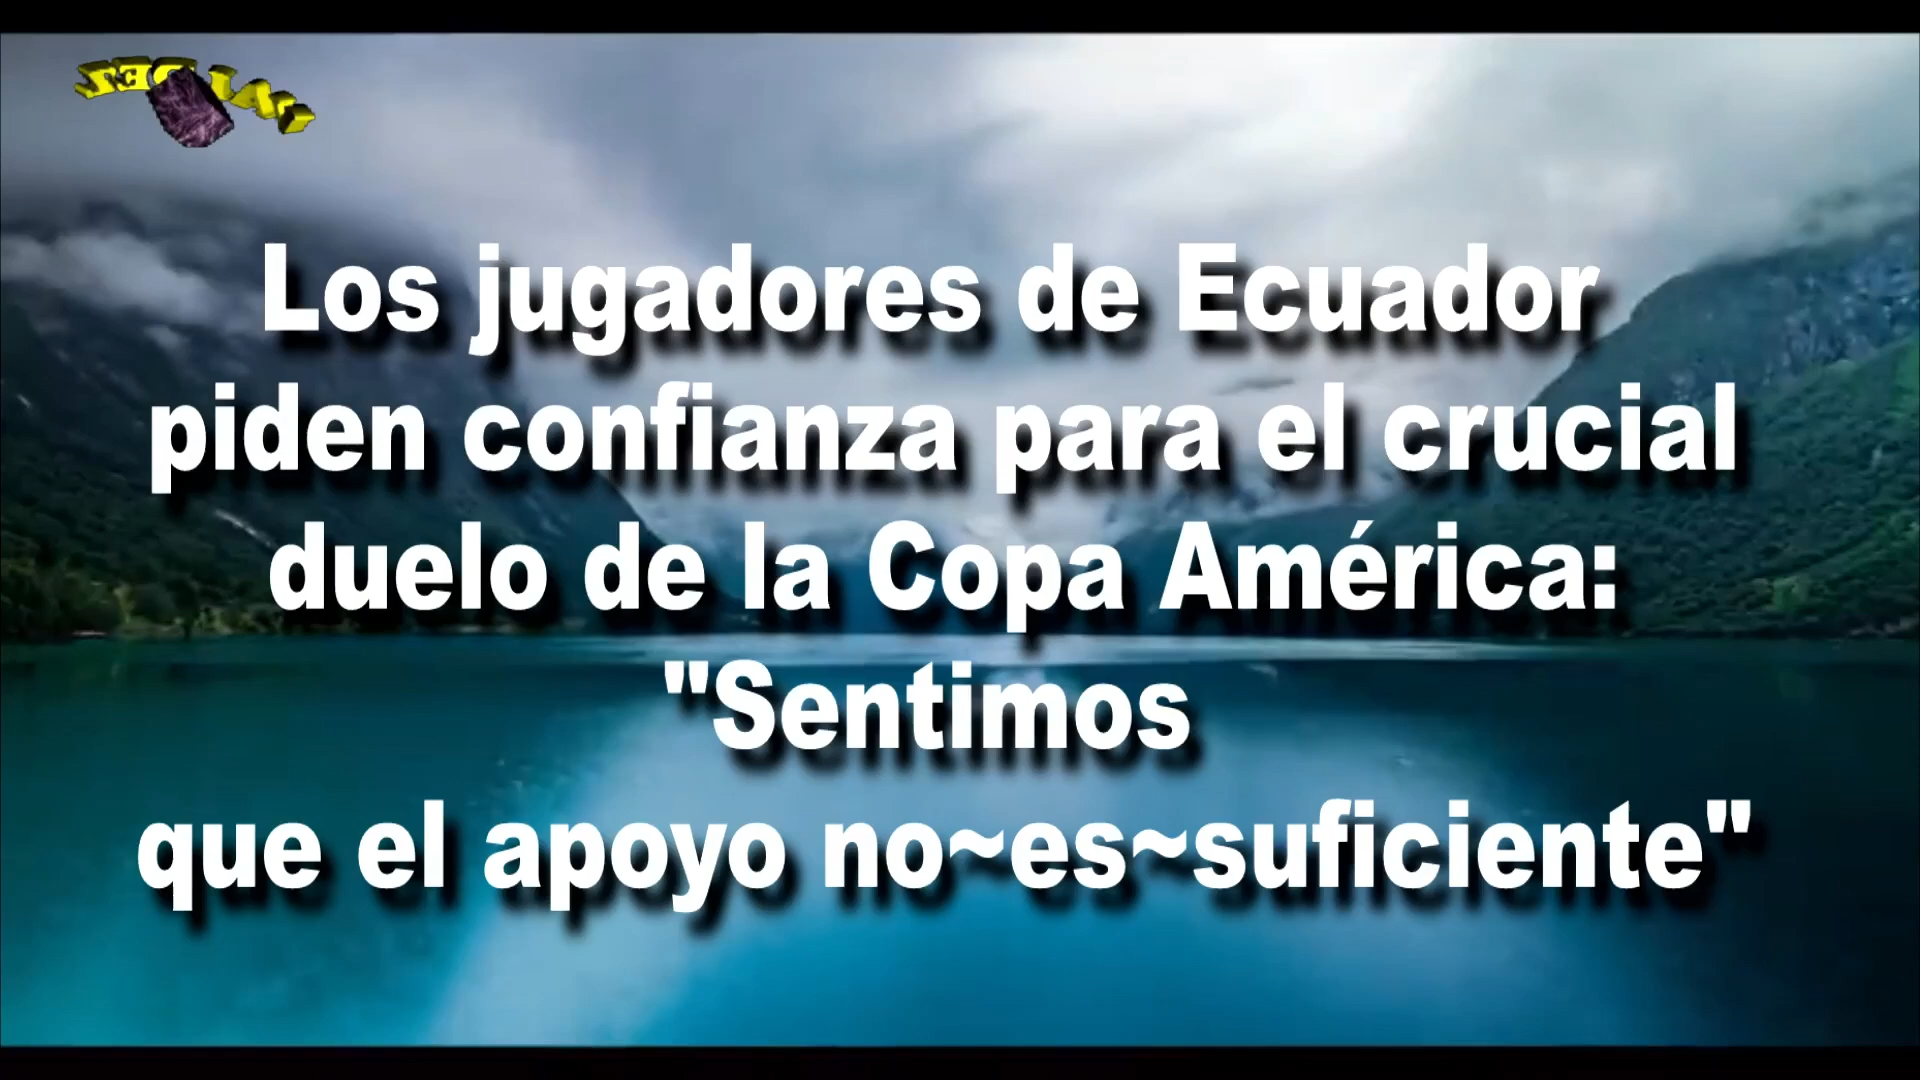 Los jugadores de Ecuador
piden confianza para el crucial
duelo de la Copa América:
"Sentimos
que el apoyo no~es~suficiente"